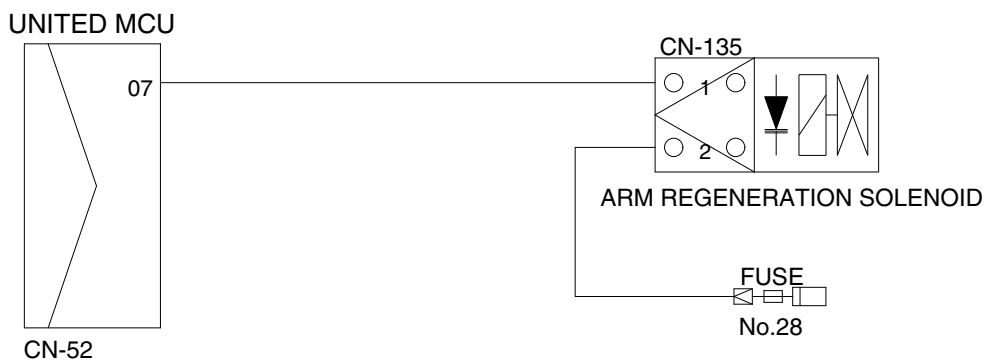 UNITED MCU
CN-135
07
1
2
ARM REGENERATION SOLENOID
FUSE
No.28
CN-52